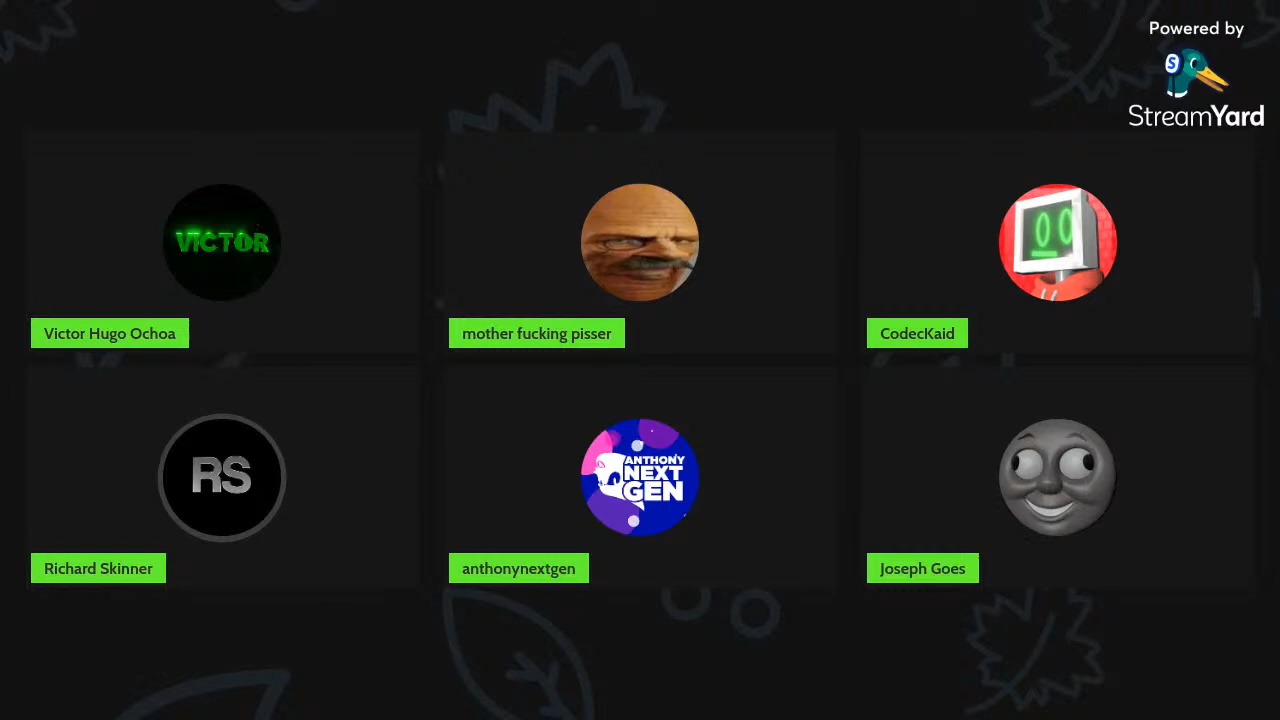 Powered by
S
StreamYard
VICTOR
Victor Hugo Ochoa
mother fucking pisser
CodecKaid
RS
Richard Skinner
ANTHONY
NEXT
GEN
anthonynextgen
Joseph Goes